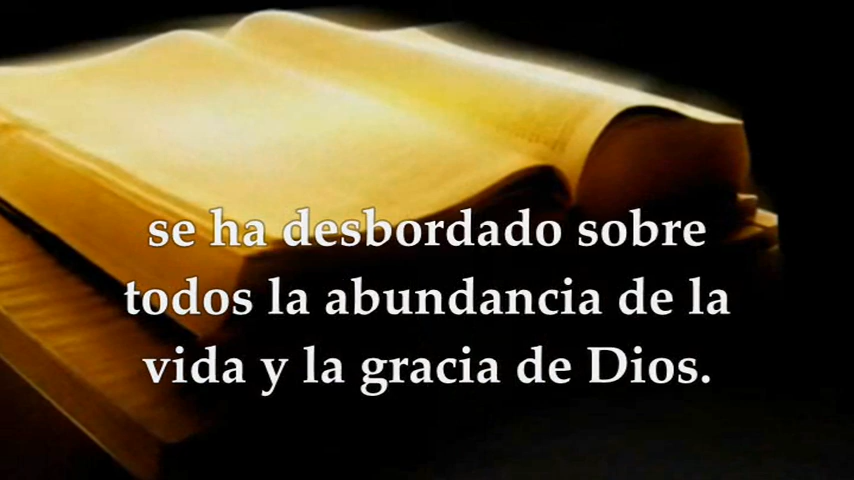 se ha desbordado sobre
todos la abundancia de la
vida y la gracia de Dios.